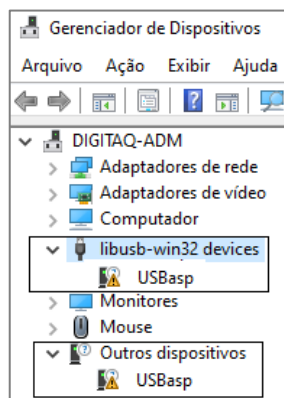 Gerenciador de Dispositivos
Arquivo Ação Exibir Ajuda
DIGITAQ-ADM
Adaptadores de rede
Adaptadores de vídeo
Computador
libusb-win32 devices
USBasp
Monitores
Mouse
Outros dispositivos
USBasp